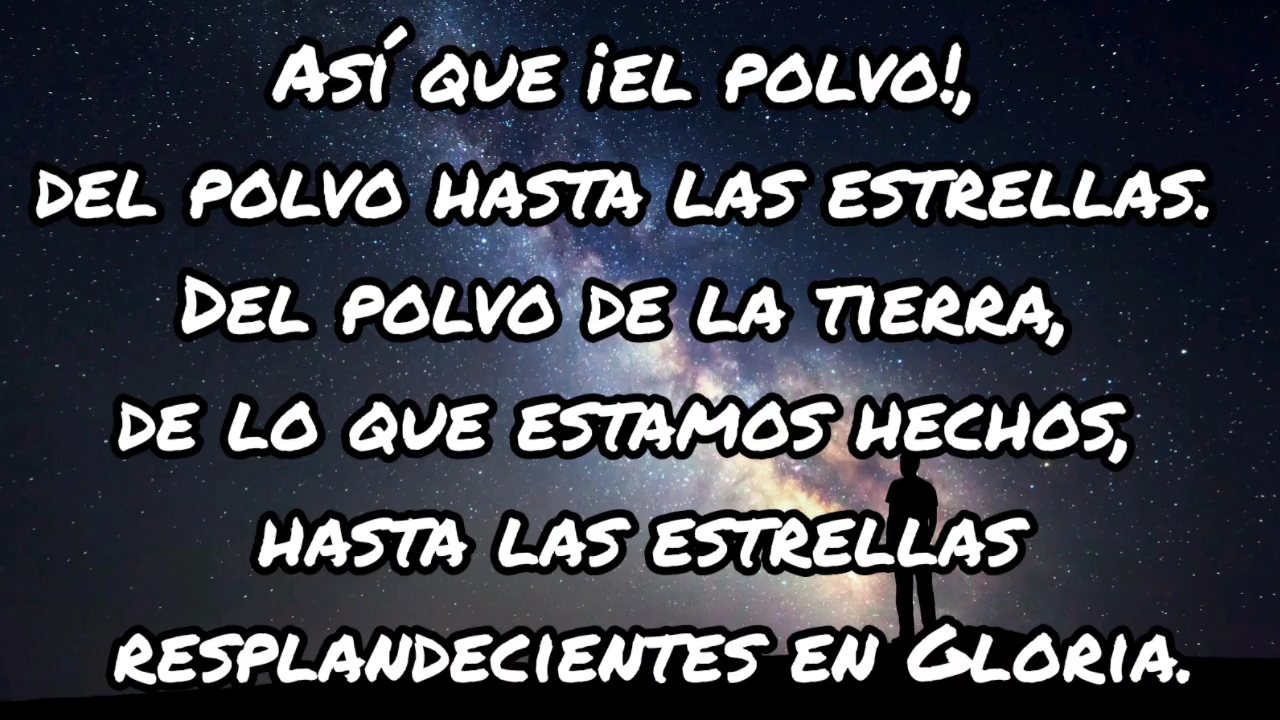 Así que ¡el polvo!,
del polvo hasta las estrellas.
Del polvo de la tierra,
de lo que estamos hechos,
hasta las estrellas
resplandecientes en Gloria.